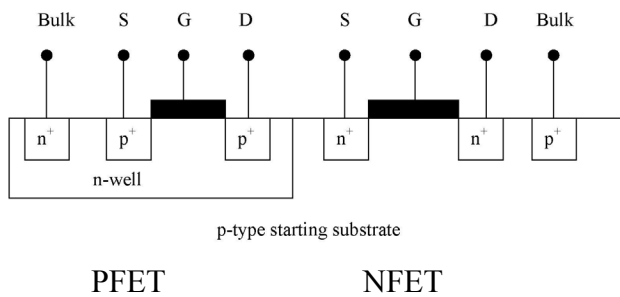 Bulk S G D S G D Bulk
n+ p+ p+ n+ n+ p+
n-well
p-type starting substrate
PFET NFET